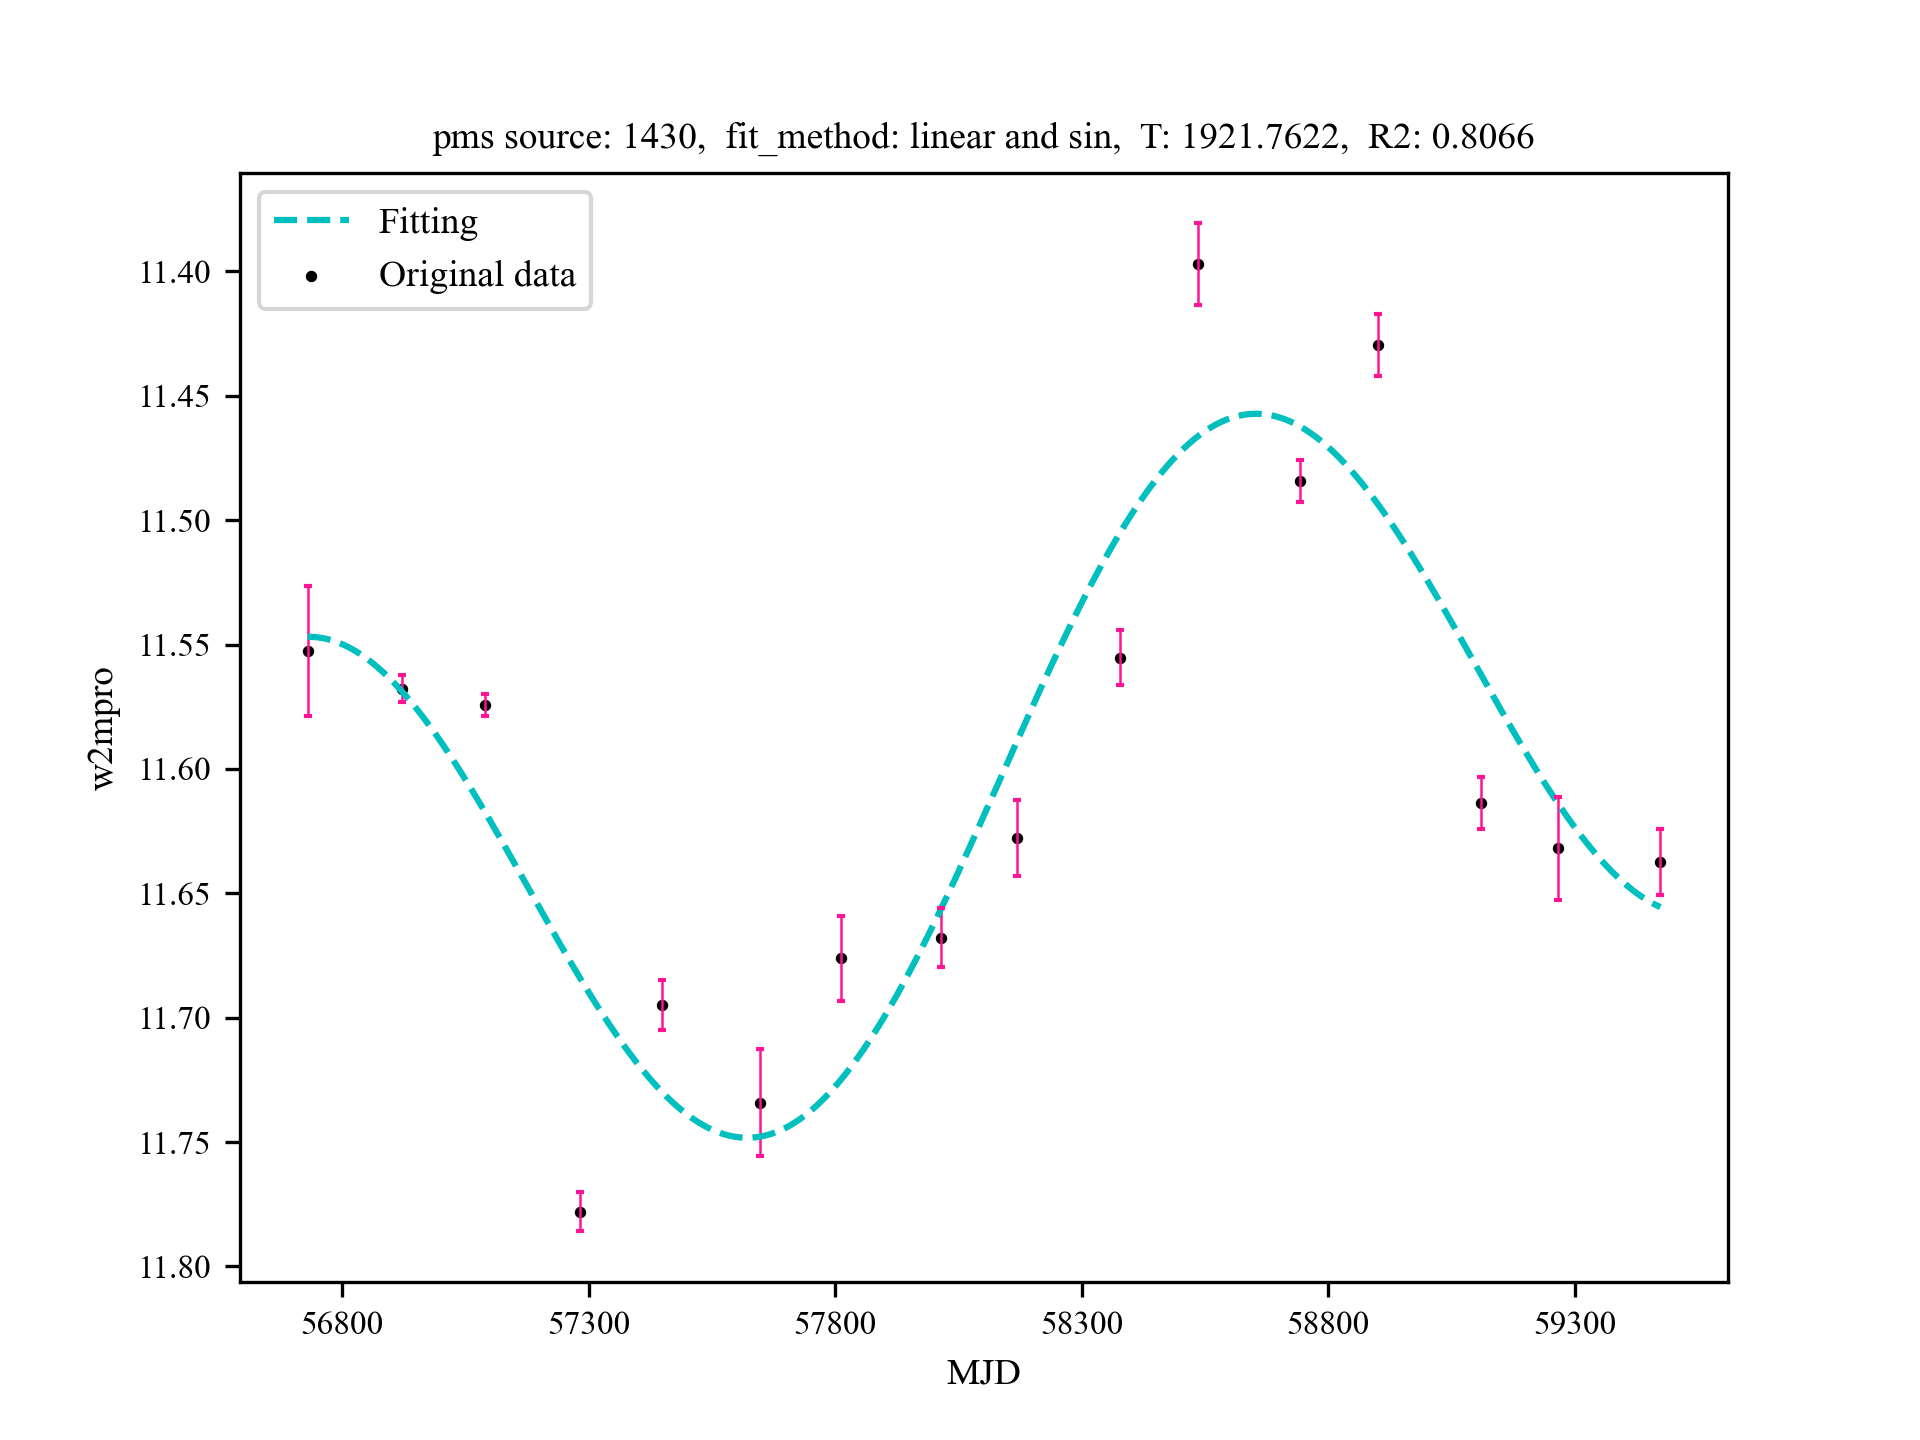 pms source: 1430,  fit_method: linear and sin,  T: 1921.7622,  R2: 0.8066
Fitting
Original data
11.40
11.45
11.50
11.55
11.60
11.65
11.70
11.75
11.80
w2mpro
56800 57300 57800 58300 58800 59300
MJD